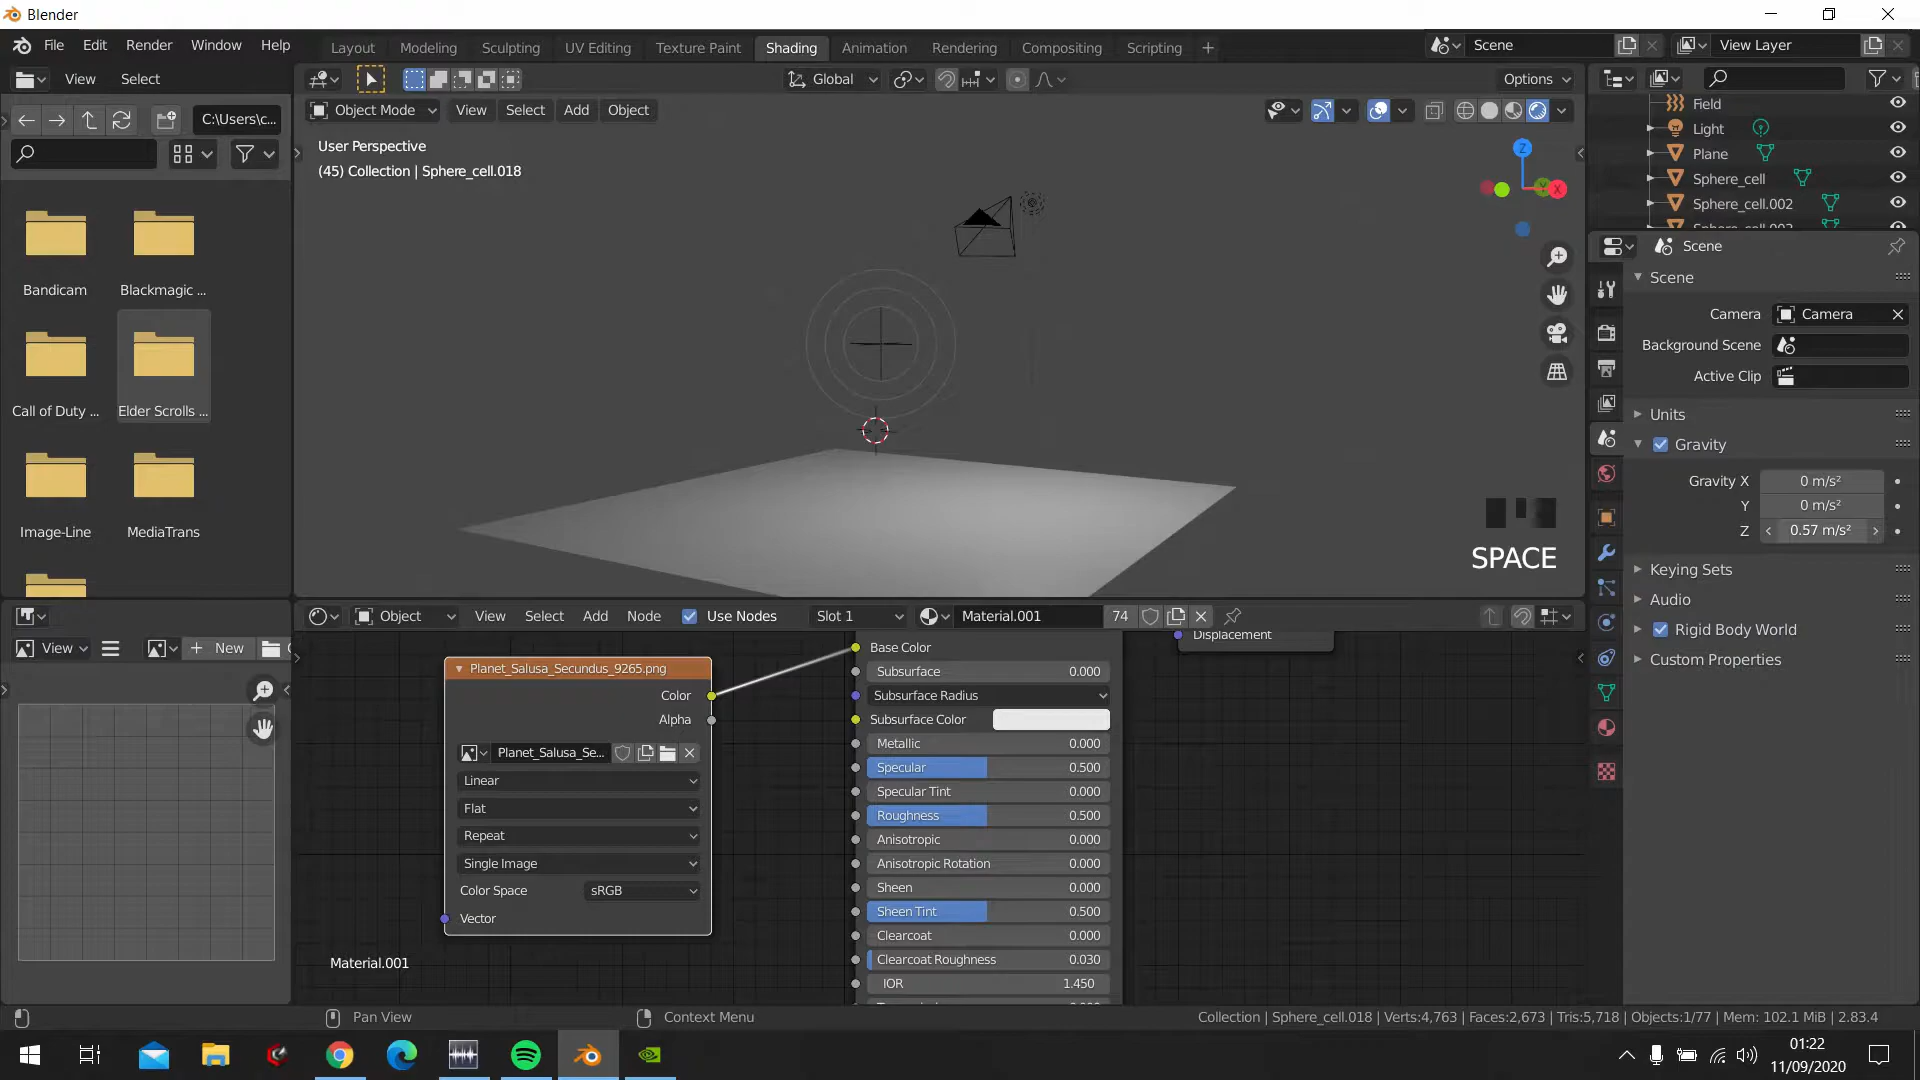 Blender
File Edit Render Window Help
Layout Modeling Sculpting UV Editing Texture Paint Shading Animation Rendering Compositing Scripting
Scene
View Layer
View Select
Global
Options
C:\Users\c...
Object Mode View Select Add Object
User Perspective
(45) Collection | Sphere_cell.018
Z
X
Bandicam
Blackmagic ...
Call of Duty ...
Elder Scrolls ...
Image-Line
MediaTrans
SPACE
Field
Light
Plane
Sphere_cell
Sphere_cell.002
Scene
Scene
Camera Camera
Background Scene
Active Clip
Units
Gravity
Gravity X 0 m/s²
Y 0 m/s²
Z 0.57 m/s²
Keying Sets
Audio
Rigid Body World
Custom Properties
View
New
Object View Select Add Node Use Nodes Slot 1 Material.001 74
Planet_Salusa_Secundus_9265.png
Color
Alpha
Planet_Salusa_Se...
Linear
Flat
Repeat
Single Image
Color Space sRGB
Vector
Material.001
Base Color
Subsurface 0.000
Subsurface Radius
Subsurface Color
Metallic 0.000
Specular 0.500
Specular Tint 0.000
Roughness 0.500
Anisotropic 0.000
Anisotropic Rotation 0.000
Sheen 0.000
Sheen Tint 0.500
Clearcoat 0.000
Clearcoat Roughness 0.030
IOR 1.450
Displacement
Pan View
Context Menu
Collection | Sphere_cell.018 | Verts:4,763 | Faces:2,673 | Tris:5,718 | Objects:1/77 | Mem: 102.1 MiB | 2.83.4
01:22
11/09/2020